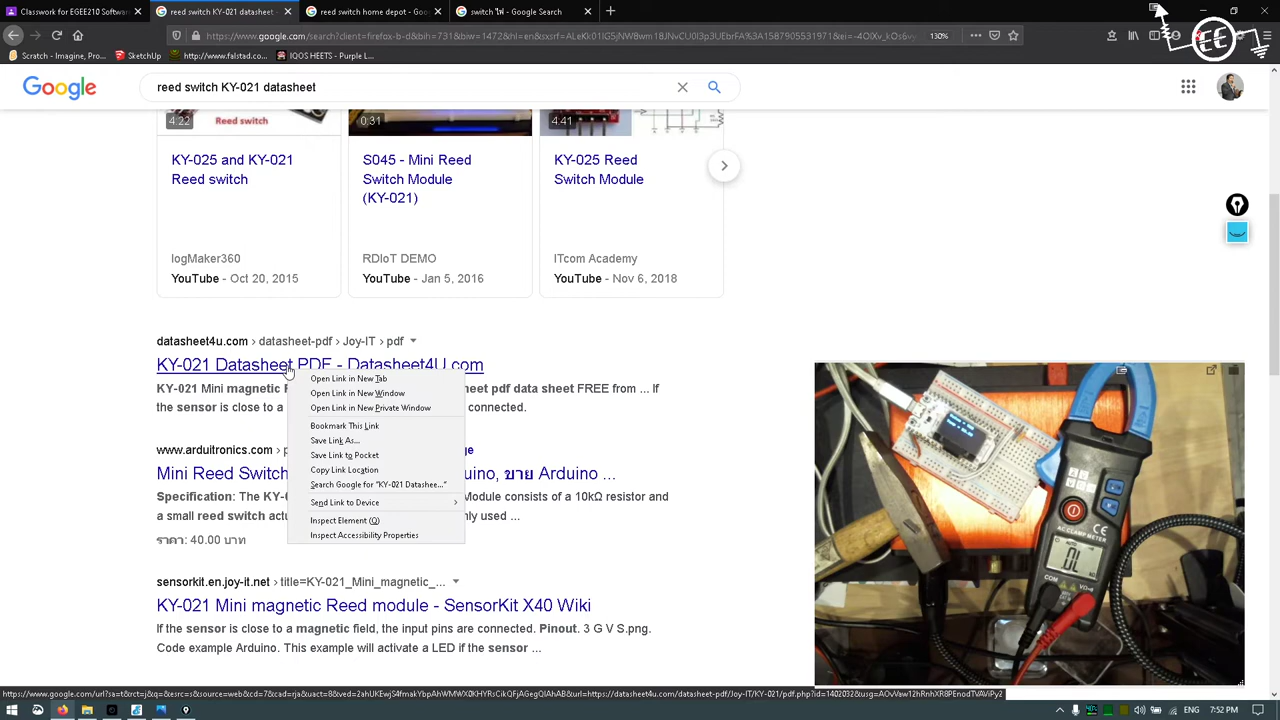 Classwork for EGEE210 Softwar
reed switch KY-021 datasheet -
reed switch home depot - Google
switch ไฟ - Google Search
130%
Scratch - Imagine, Pro...
SketchUp
http://www.falstad.co...
IQOS HEETS - Purple L...
EE
Google
reed switch KY-021 datasheet
4:22
Reed switch
0:31
4:41
KY-025 and KY-021
Reed switch
S045 - Mini Reed
Switch Module
(KY-021)
KY-025 Reed
Switch Module
logMaker360
RDIoT DEMO
ITcom Academy
YouTube - Oct 20, 2015
YouTube - Jan 5, 2016
YouTube - Nov 6, 2018
datasheet4u.com › datasheet-pdf › Joy-IT › pdf
KY-021 Datasheet PDF - Datasheet4U.com
KY-021 Mini magnetic
eet pdf data sheet FREE from ... If
the sensor is close to a
connected.
Open Link in New Tab
Open Link in New Window
Open Link in New Private Window
Bookmark This Link
Save Link As...
Save Link to Pocket
Copy Link Location
Search Google for "KY-021 Datashee..."
Send Link to Device
Inspect Element (Q)
Inspect Accessibility Properties
www.arduitronics.com
ge
Mini Reed Switch
uino, ขาย Arduino ...
Specification: The KY-0
Module consists of a 10kΩ resistor and
a small reed switch actu
nly used ...
ราคา: 40.00 บาท
sensorkit.en.joy-it.net › title=KY-021_Mini_magnetic_...
KY-021 Mini magnetic Reed module - SensorKit X40 Wiki
If the sensor is close to a magnetic field, the input pins are connected. Pinout. 3 G V S.png.
Code example Arduino. This example will activate a LED if the sensor ...
AC CLAMP METER
OL
COM
7:52 PM